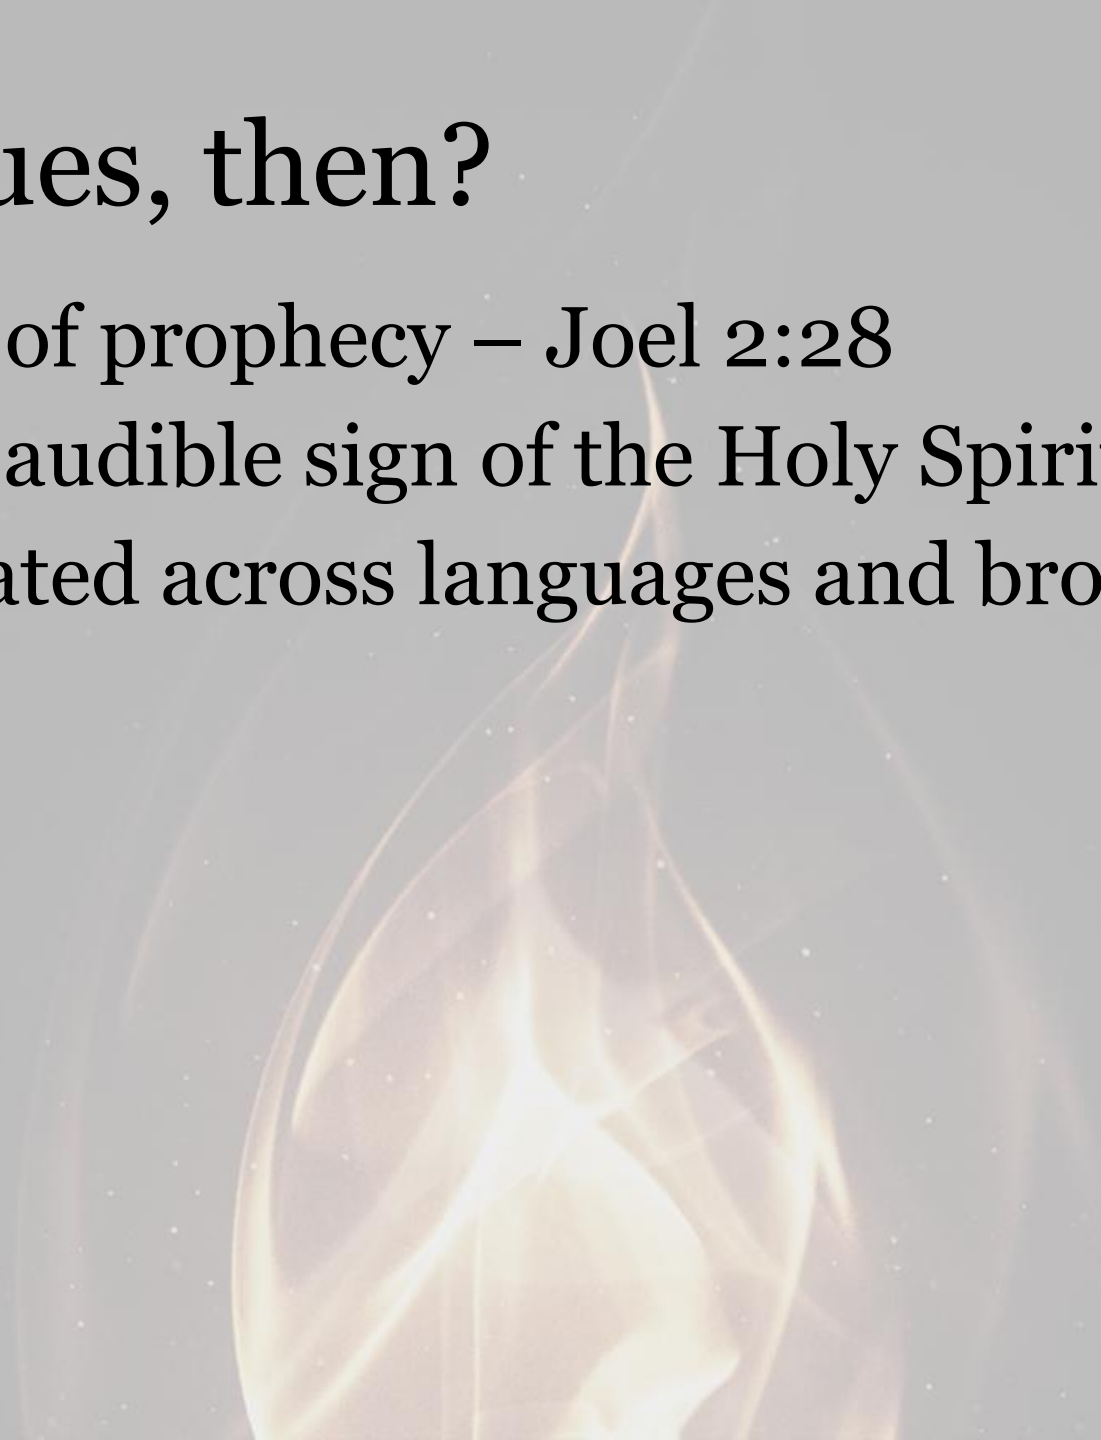 ues, then?
of prophecy – Joel 2:28
audible sign of the Holy Spiri
ated across languages and bro